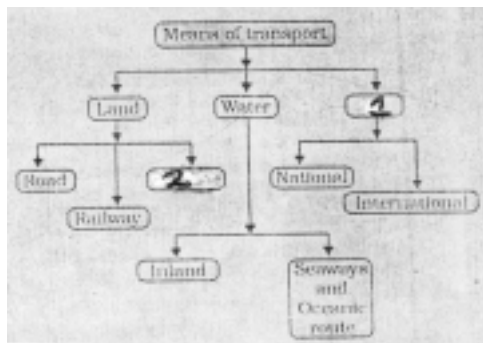 Means of transport
Land
Water
1
Road
2
National
Railway
International
Inland
Seaways
and
Oceanic
route